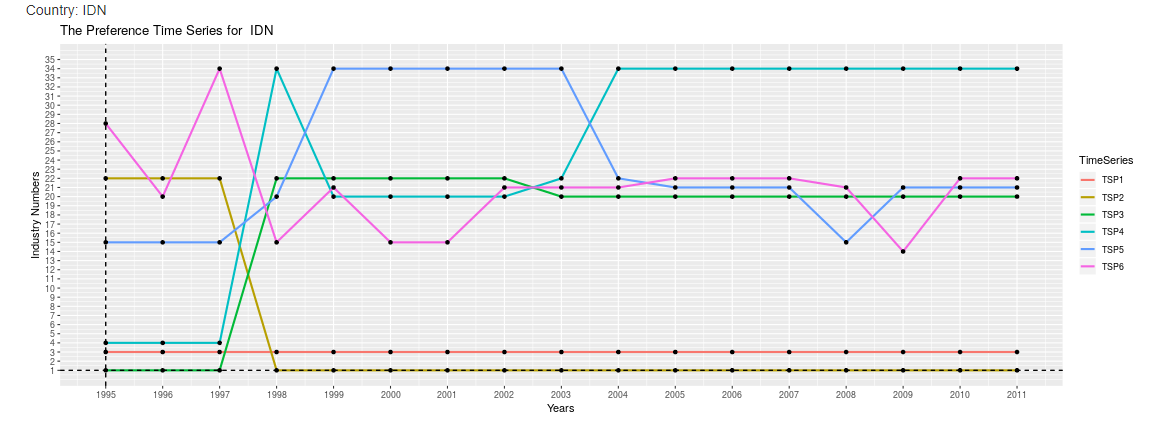 Country: IDN
The Preference Time Series for IDN
Industry Numbers
35
34
33
32
31
30
29
28
27
26
25
24
23
22
21
20
19
18
17
16
15
14
13
12
11
10
9
8
7
6
5
4
3
2
1
1995 1996 1997 1998 1999 2000 2001 2002 2003 2004 2005 2006 2007 2008 2009 2010 2011
Years
TimeSeries
TSP1
TSP2
TSP3
TSP4
TSP5
TSP6